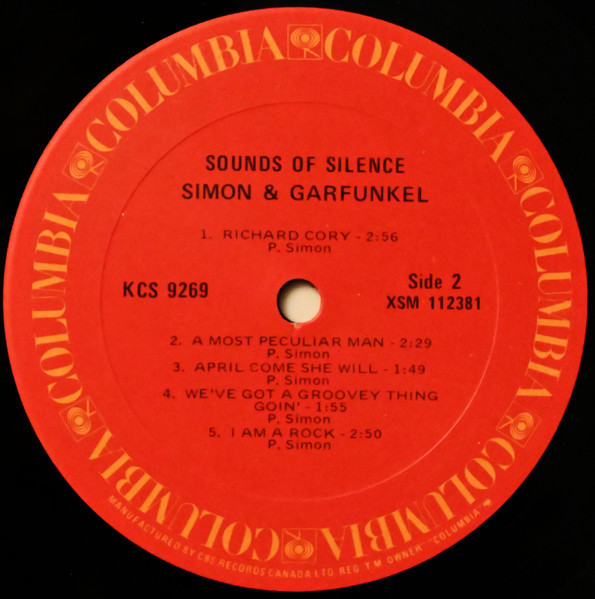 COLUMBIA COLUMBIA COLUMBIA COLUMBIA COLUMBIA COLUMBIA COLUMBIA COLUMBIA
SOUNDS OF SILENCE
SIMON & GARFUNKEL
1. RICHARD CORY - 2:56
P. Simon
KCS 9269
Side 2
XSM 112381
2. A MOST PECULIAR MAN - 2:29
P. Simon
3. APRIL COME SHE WILL - 1:49
P. Simon
4. WE'VE GOT A GROOVEY THING
GOIN' - 1:55
P. Simon
5. I AM A ROCK - 2:50
P. Simon
MANUFACTURED BY CBS RECORDS CANADA LTD. REG. T.M. OWNER "COLUMBIA"